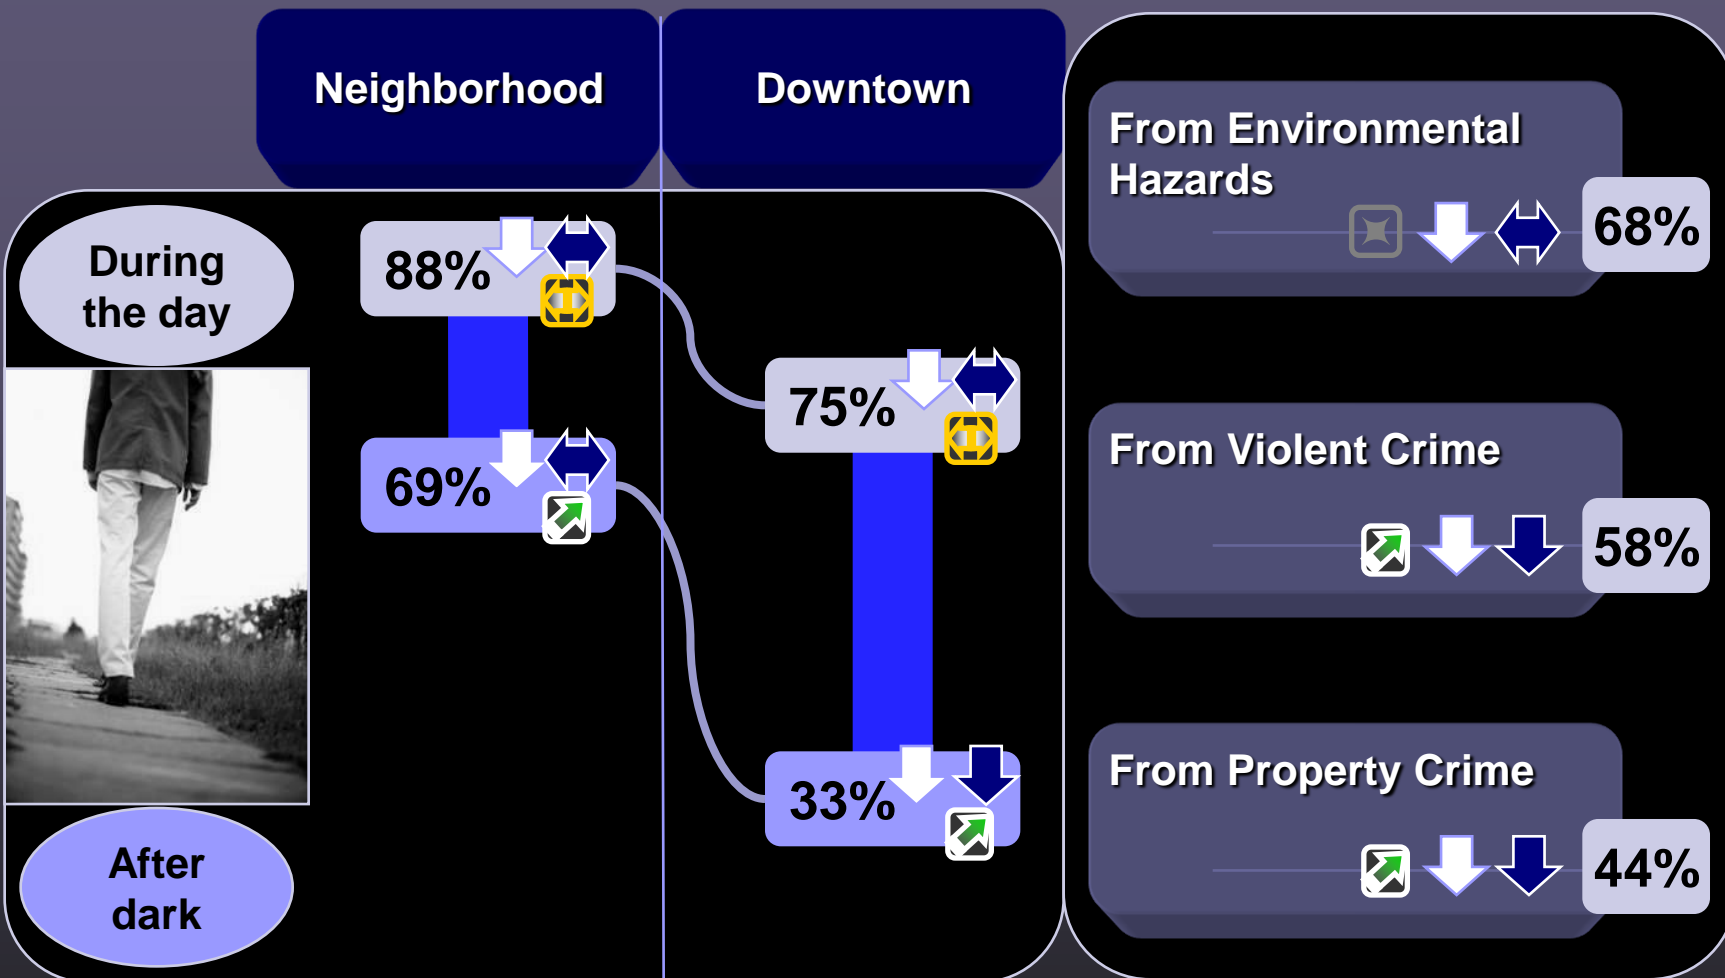 Neighborhood
Downtown
During
the day
88%
75%
69%
33%
After
dark
From Environmental
Hazards
68%
From Violent Crime
58%
From Property Crime
44%